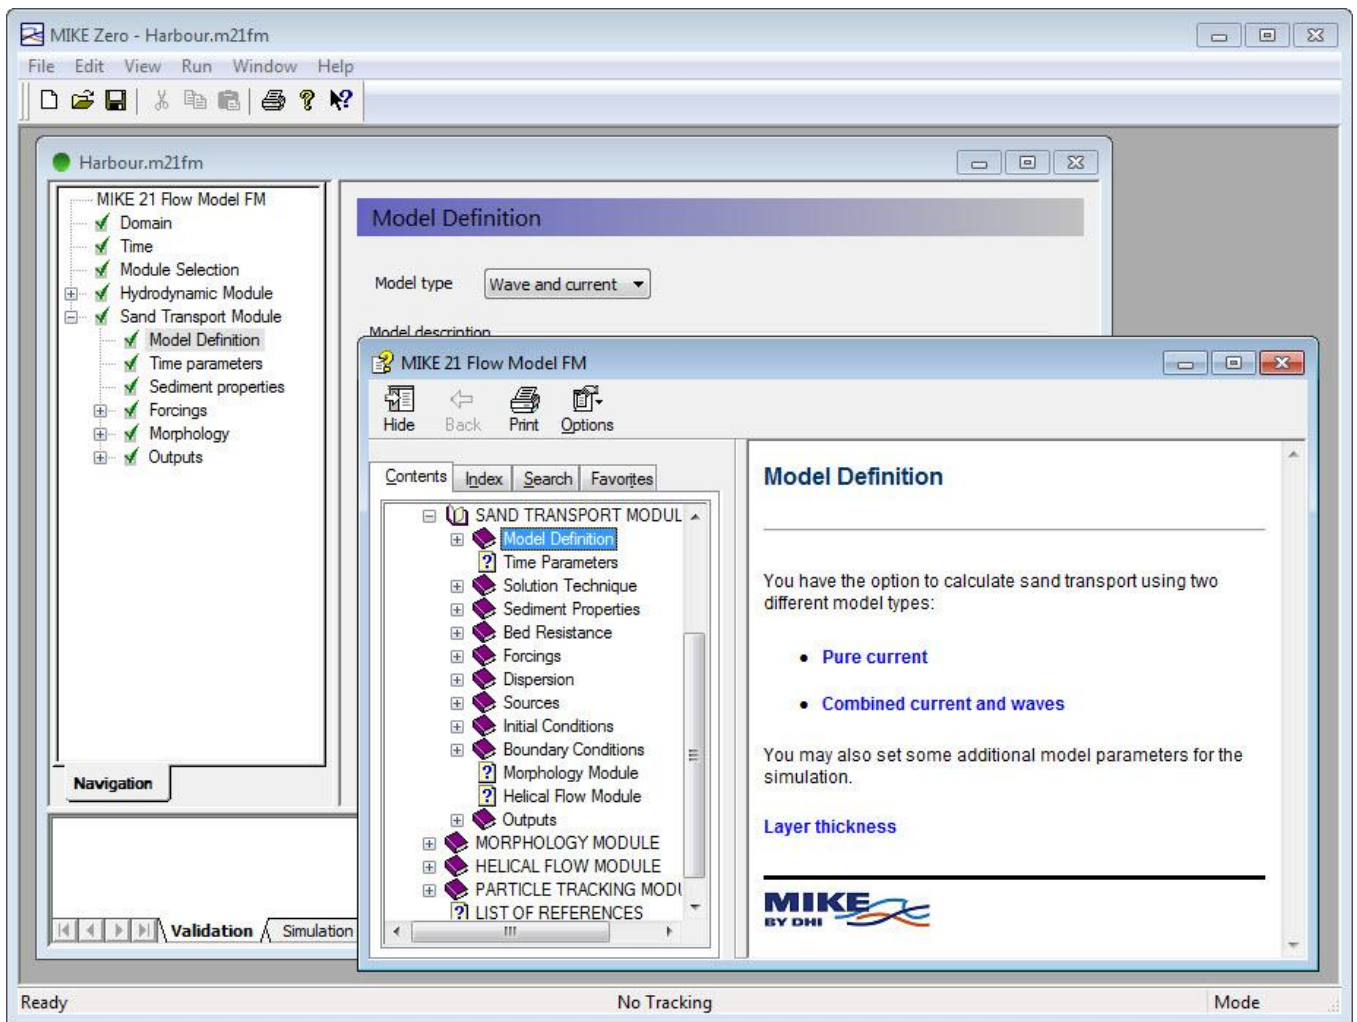 MIKE Zero - Harbour.m21fm
File Edit View Run Window Help
Harbour.m21fm
MIKE 21 Flow Model FM
Domain
Time
Module Selection
Hydrodynamic Module
Sand Transport Module
Model Definition
Time parameters
Sediment properties
Forcings
Morphology
Outputs
Navigation
Model Definition
Model type Wave and current
Model description
Validation Simulation
MIKE 21 Flow Model FM
Hide Back Print Options
Contents Index Search Favorites
SAND TRANSPORT MODUL
Model Definition
Time Parameters
Solution Technique
Sediment Properties
Bed Resistance
Forcings
Dispersion
Sources
Initial Conditions
Boundary Conditions
Morphology Module
Helical Flow Module
Outputs
MORPHOLOGY MODULE
HELICAL FLOW MODULE
PARTICLE TRACKING MODU
LIST OF REFERENCES
Model Definition
You have the option to calculate sand transport using two
different model types:
• Pure current
• Combined current and waves
You may also set some additional model parameters for the
simulation.
Layer thickness
MIKE
BY DHI
Ready No Tracking Mode